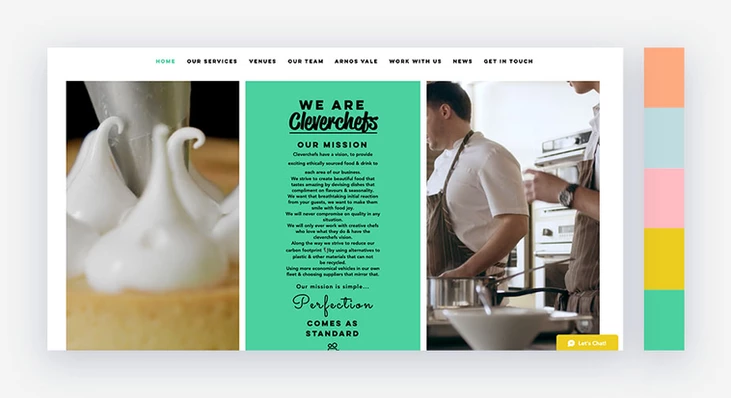 HOME OUR SERVICES VENUES OUR TEAM ARNOS VALE WORK WITH US NEWS GET IN TOUCH
WE ARE
Cleverchefs
OUR MISSION
Cleverchefs have a vision, to provide
exciting ethically sourced food & drink to
each area of our business.
We strive to create beautiful food that
tastes amazing by devising dishes that
compliment on flavours & seasonality.
We want that breathtaking initial reaction
from your guests, we want to make them
smile with food joy.
We will never compromise on quality in any
situation.
We will only ever work with creative chefs
who love what they do & have the
cleverchefs vision.
Along the way we strive to reduce our
carbon footprint by using alternatives to
plastic & other materials that can not
be recycled.
Using more economical vehicles in our own
fleet & choosing suppliers that mirror that.
Our mission is simple....
Perfection
COMES AS
STANDARD
Let's Chat!